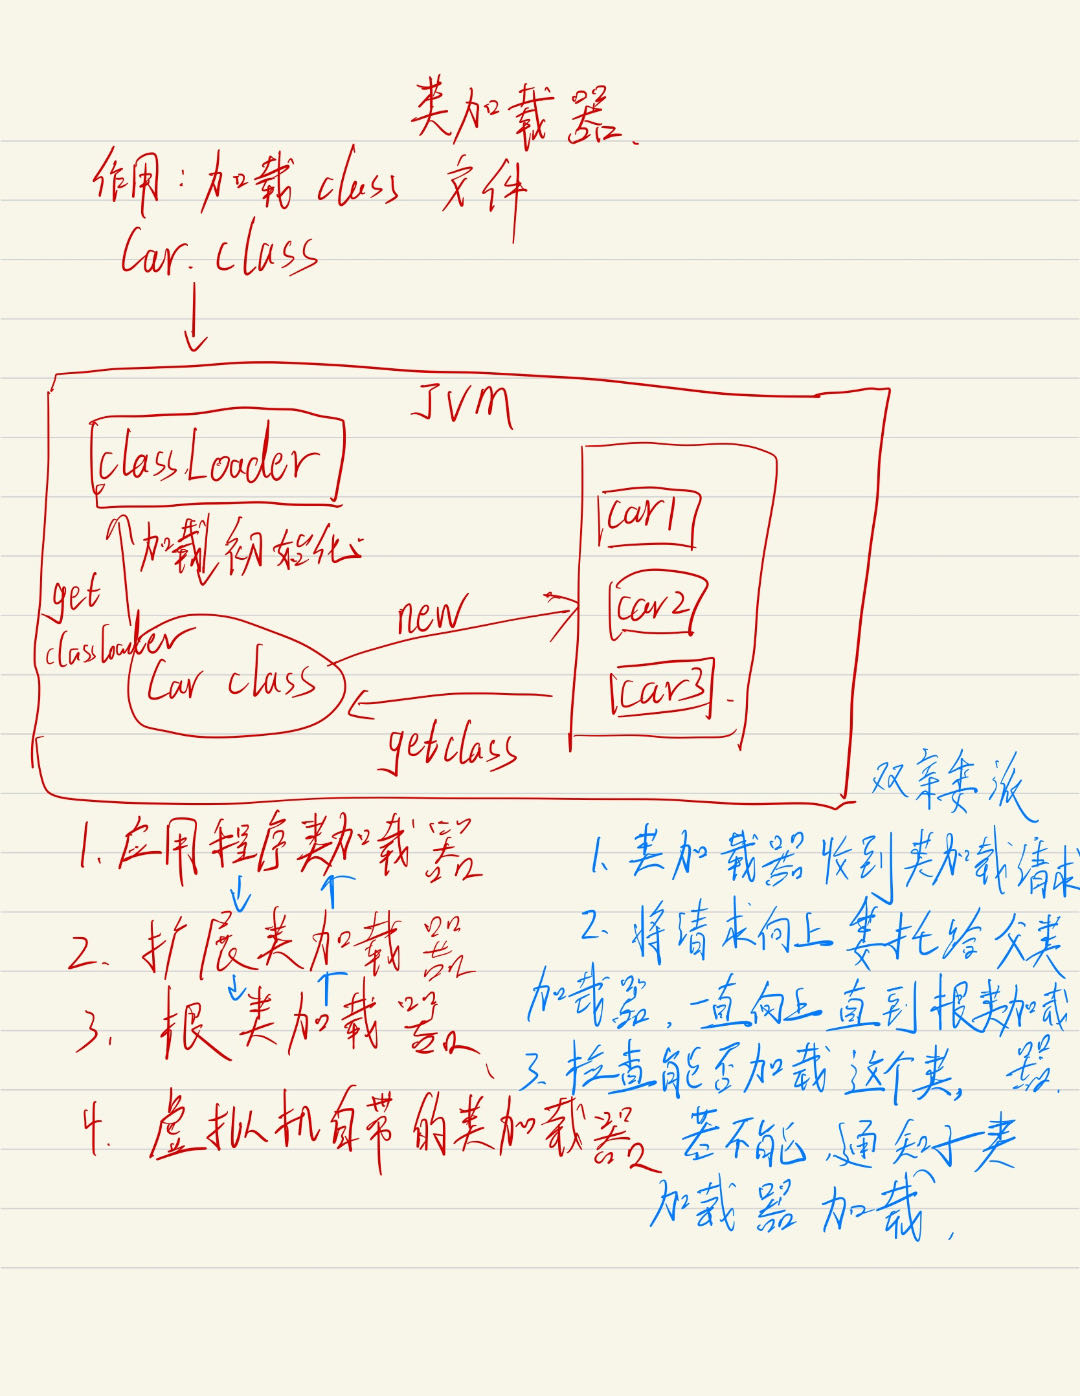 类加载器、
作用:加载class 文件
Car.class
JVM
classLoader
加载 初始化
get
classloader
Car class
new
getclass
car1
car2
car3
1. 应用程序类加载器
2. 扩展类加载器
3. 根类加载器、
4. 虚拟机自带的类加载器
双亲委派
1. 类加载器收到类加载请求
2. 将请求向上委托给父类
加载器,一直向上直到根类加载
器.
3. 检查能否加载这个类,
若不能,通知子类
加载器加载.